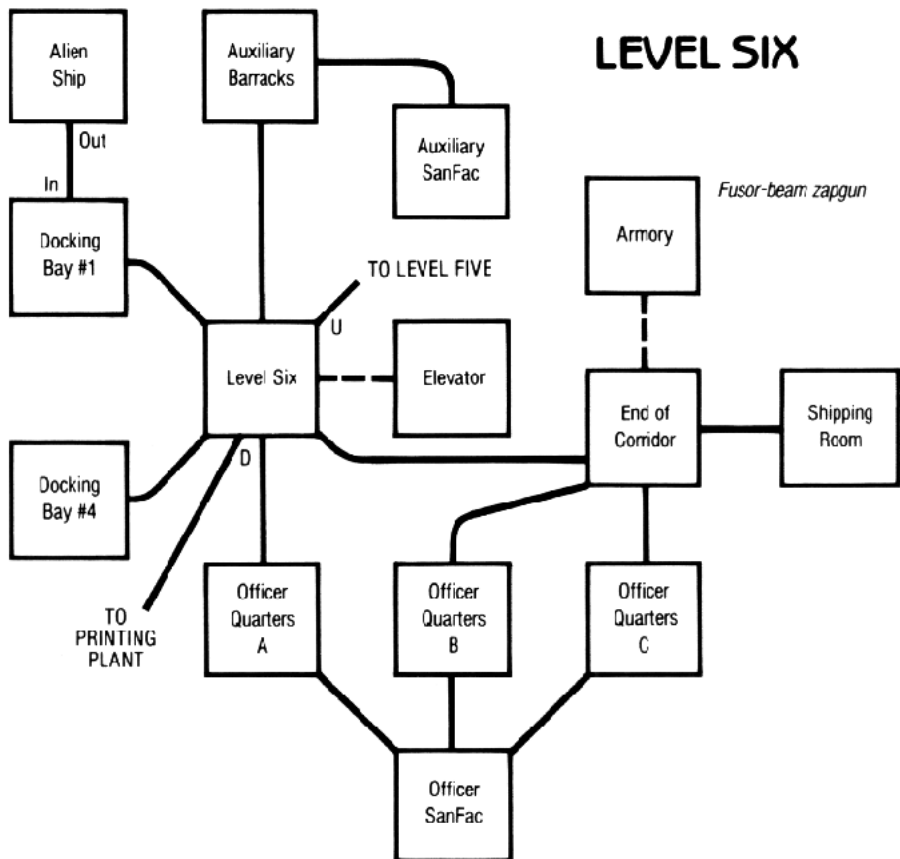 LEVEL SIX
Alien
Ship
Auxiliary
Barracks
Out
Auxiliary
SanFac
In
Fusor-beam zapgun
Armory
Docking
Bay #1
TO LEVEL FIVE
U
Level Six
Elevator
End of
Corridor
Shipping
Room
D
Docking
Bay #4
TO
PRINTING
PLANT
Officer
Quarters
A
Officer
Quarters
B
Officer
Quarters
C
Officer
SanFac